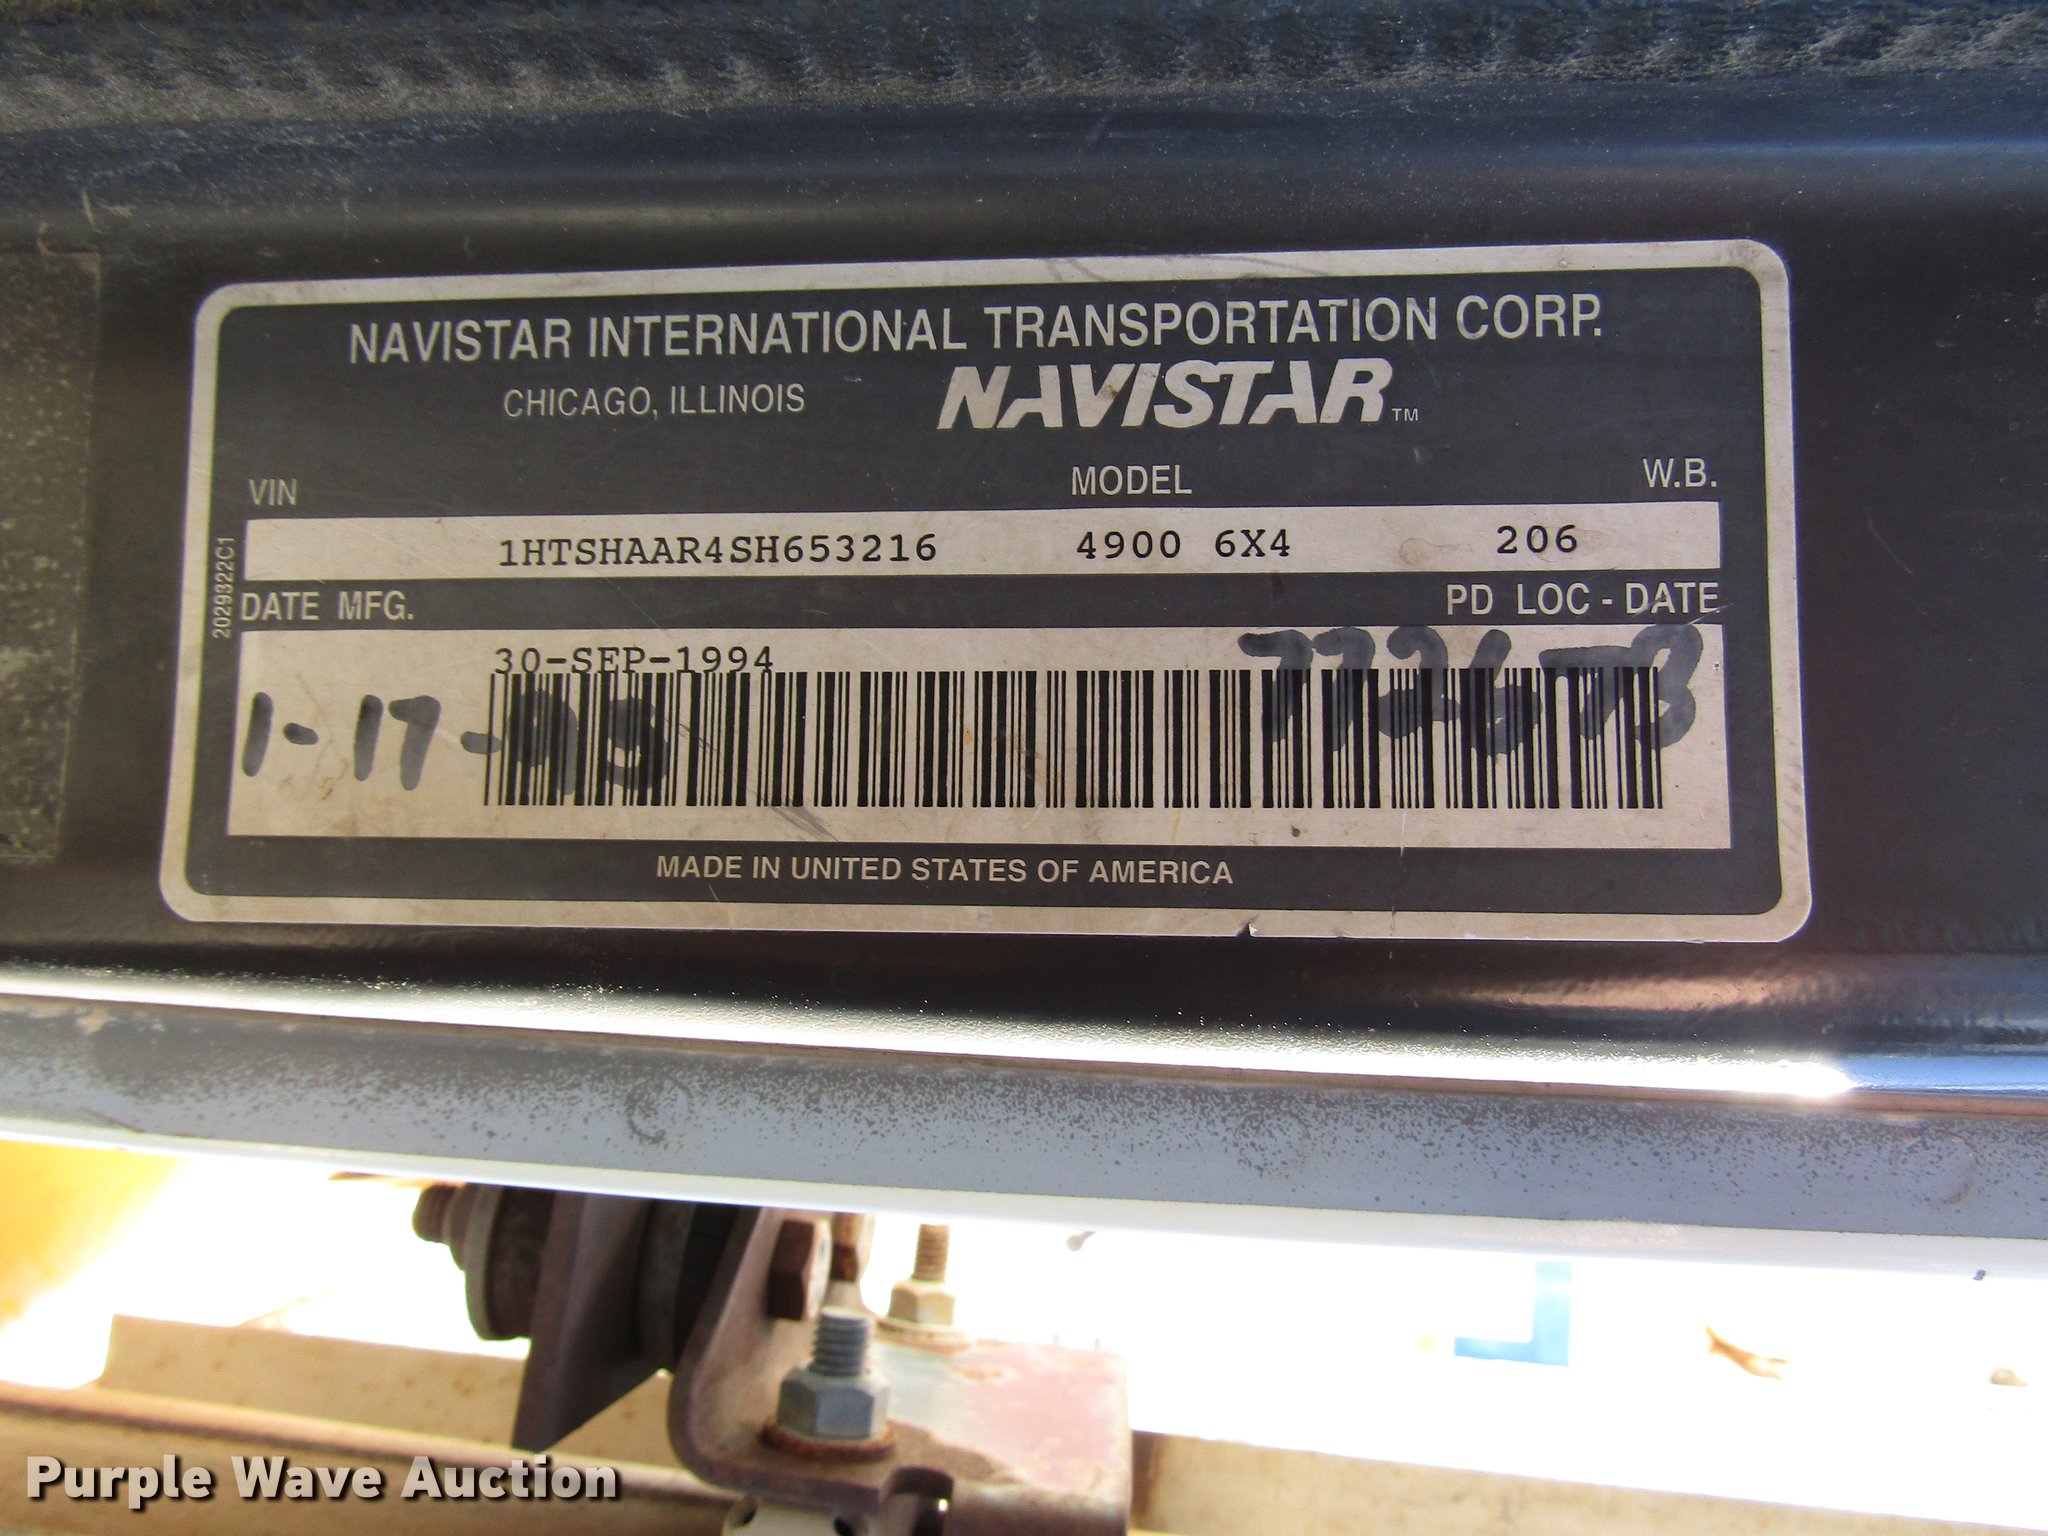 NAVISTAR INTERNATIONAL TRANSPORTATION CORP.
CHICAGO, ILLINOIS NAVISTAR™
VIN MODEL W.B.
1HTSHAAR4SH653216 4900 6X4 206
2029322C1
DATE MFG. PD LOC - DATE
30-SEP-1994
1-17-95
MADE IN UNITED STATES OF AMERICA
Purple Wave Auction